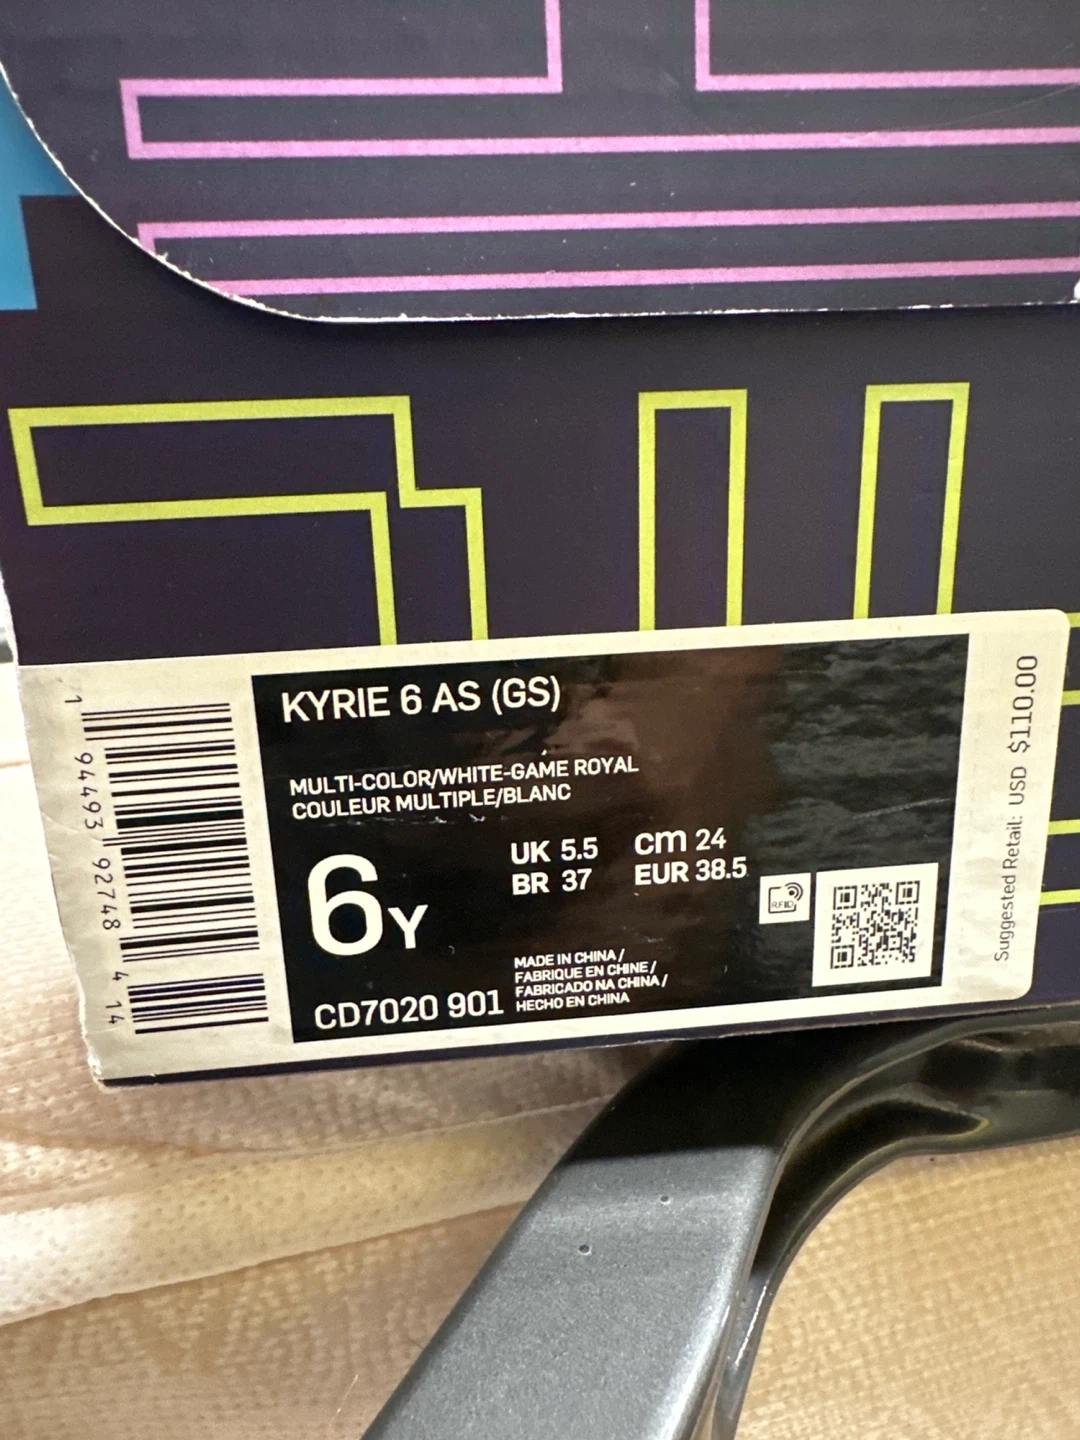 KYRIE 6 AS (GS)
MULTI-COLOR/WHITE-GAME ROYAL
COULEUR MULTIPLE/BLANC
6Y
UK 5.5 cm 24
BR 37 EUR 38.5
RFID
MADE IN CHINA /
FABRIQUE EN CHINE /
FABRICADO NA CHINA /
HECHO EN CHINA
CD7020 901
1 94493 92748 4 14
Suggested Retail: USD $110.00